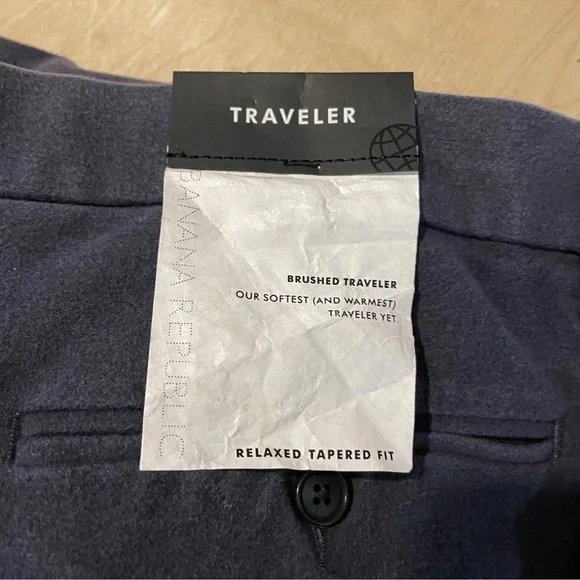 TRAVELER
BANANA REPUBLIC
BRUSHED TRAVELER
OUR SOFTEST (AND WARMEST)
TRAVELER YET
RELAXED TAPERED FIT